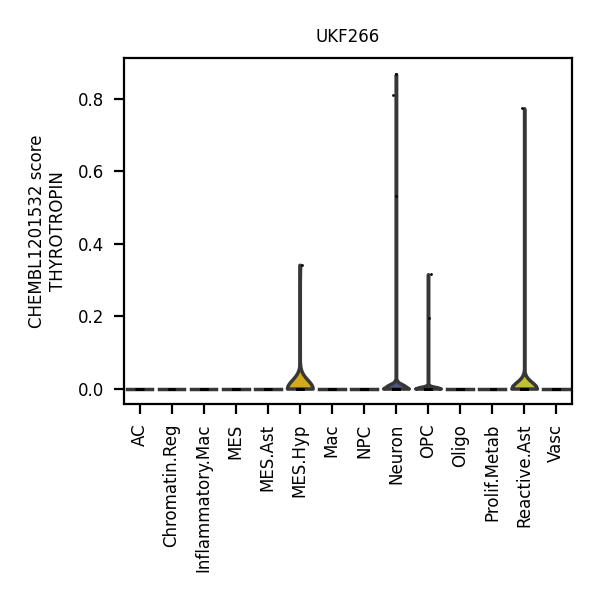 UKF266
CHEMBL1201532 score
THYROTROPIN
0.8
0.6
0.4
0.2
0.0
AC
Chromatin.Reg
Inflammatory.Mac
MES
MES.Ast
MES.Hyp
Mac
NPC
Neuron
OPC
Oligo
Prolif.Metab
Reactive.Ast
Vasc